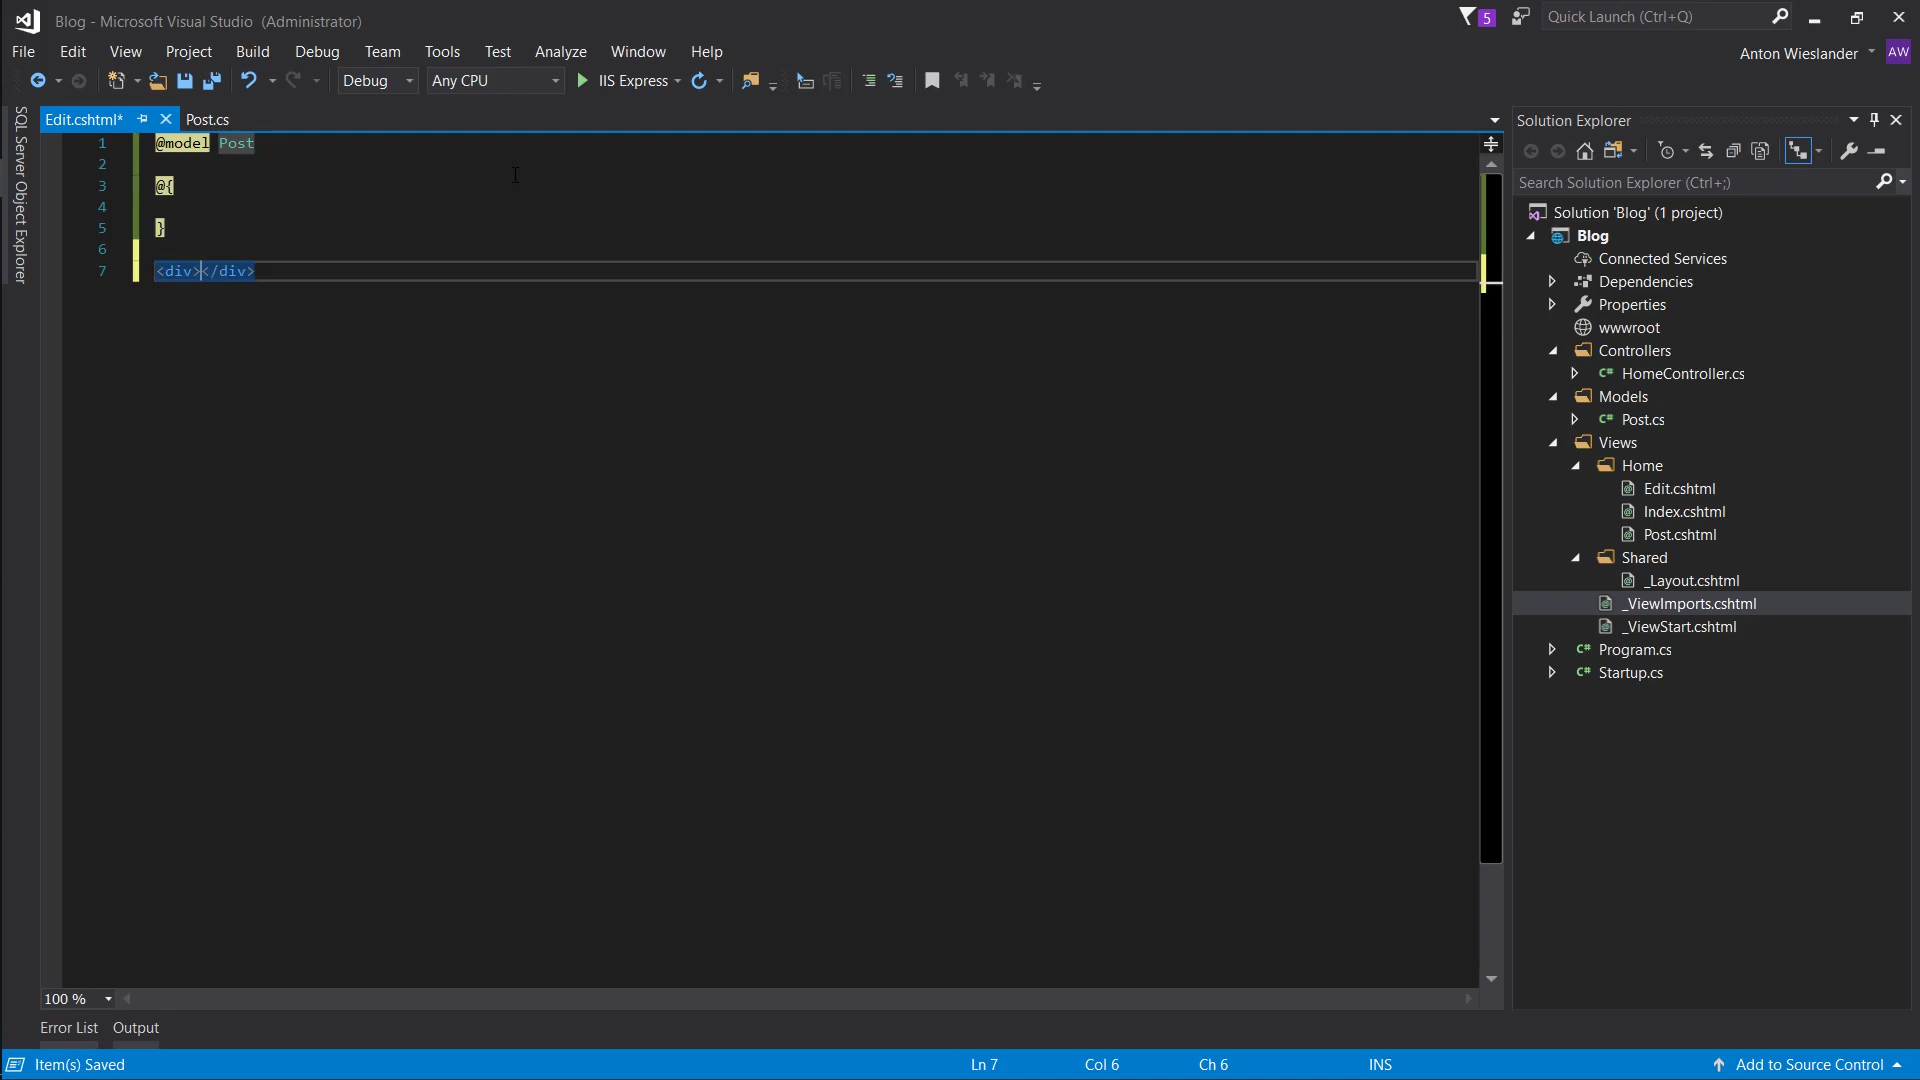 Blog - Microsoft Visual Studio (Administrator)
5
Quick Launch (Ctrl+Q)
File Edit View Project Build Debug Team Tools Test Analyze Window Help
Anton Wieslander AW
Debug Any CPU IIS Express
SQL Server Object Explorer
Edit.cshtml* Post.cs
1 @model Post
2
3 @{
4
5 }
6
7 <div></div>
Solution Explorer
Search Solution Explorer (Ctrl+;)
Solution 'Blog' (1 project)
Blog
Connected Services
Dependencies
Properties
wwwroot
Controllers
C# HomeController.cs
Models
C# Post.cs
Views
Home
Edit.cshtml
Index.cshtml
Post.cshtml
Shared
_Layout.cshtml
_ViewImports.cshtml
_ViewStart.cshtml
C# Program.cs
C# Startup.cs
100 %
Error List Output
Item(s) Saved Ln 7 Col 6 Ch 6 INS Add to Source Control